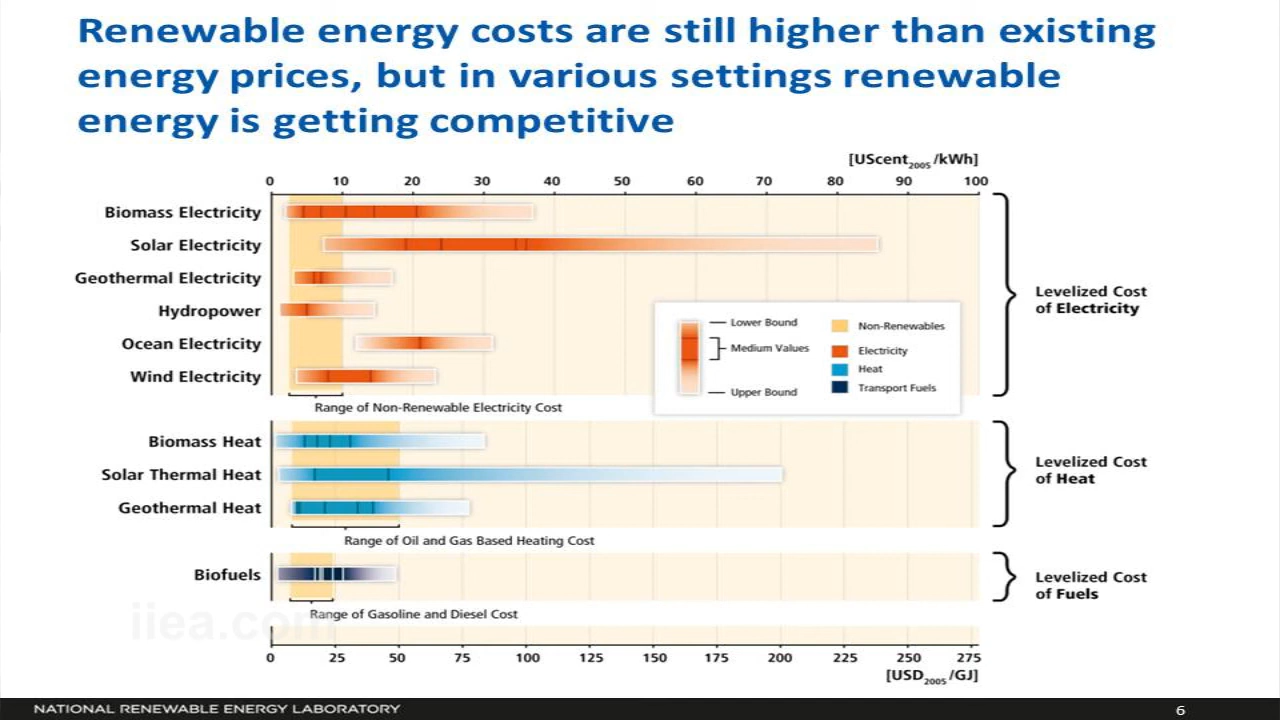 Renewable energy costs are still higher than existing
energy prices, but in various settings renewable
energy is getting competitive
[UScent2005 /kWh]
0 10 20 30 40 50 60 70 80 90 100
Biomass Electricity
Solar Electricity
Geothermal Electricity
Hydropower
Ocean Electricity
Wind Electricity
Levelized Cost
of Electricity
Lower Bound
Medium Values
Upper Bound
Non-Renewables
Electricity
Heat
Transport Fuels
Range of Non-Renewable Electricity Cost
Biomass Heat
Solar Thermal Heat
Geothermal Heat
Levelized Cost
of Heat
Range of Oil and Gas Based Heating Cost
Biofuels
Levelized Cost
of Fuels
Range of Gasoline and Diesel Cost
iiea.com
0 25 50 75 100 125 150 175 200 225 250 275
[USD2005 /GJ]
NATIONAL RENEWABLE ENERGY LABORATORY
6